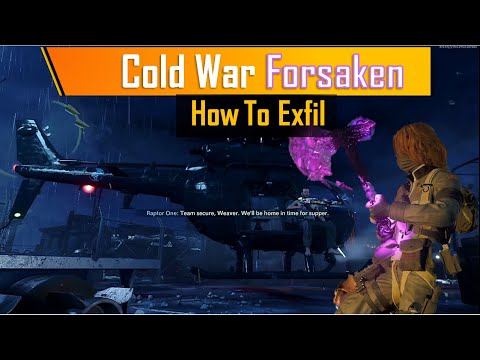 Cold War Forsaken
How To Exfil
Raptor One: Team secure, Weaver. We'll be home in time for supper.